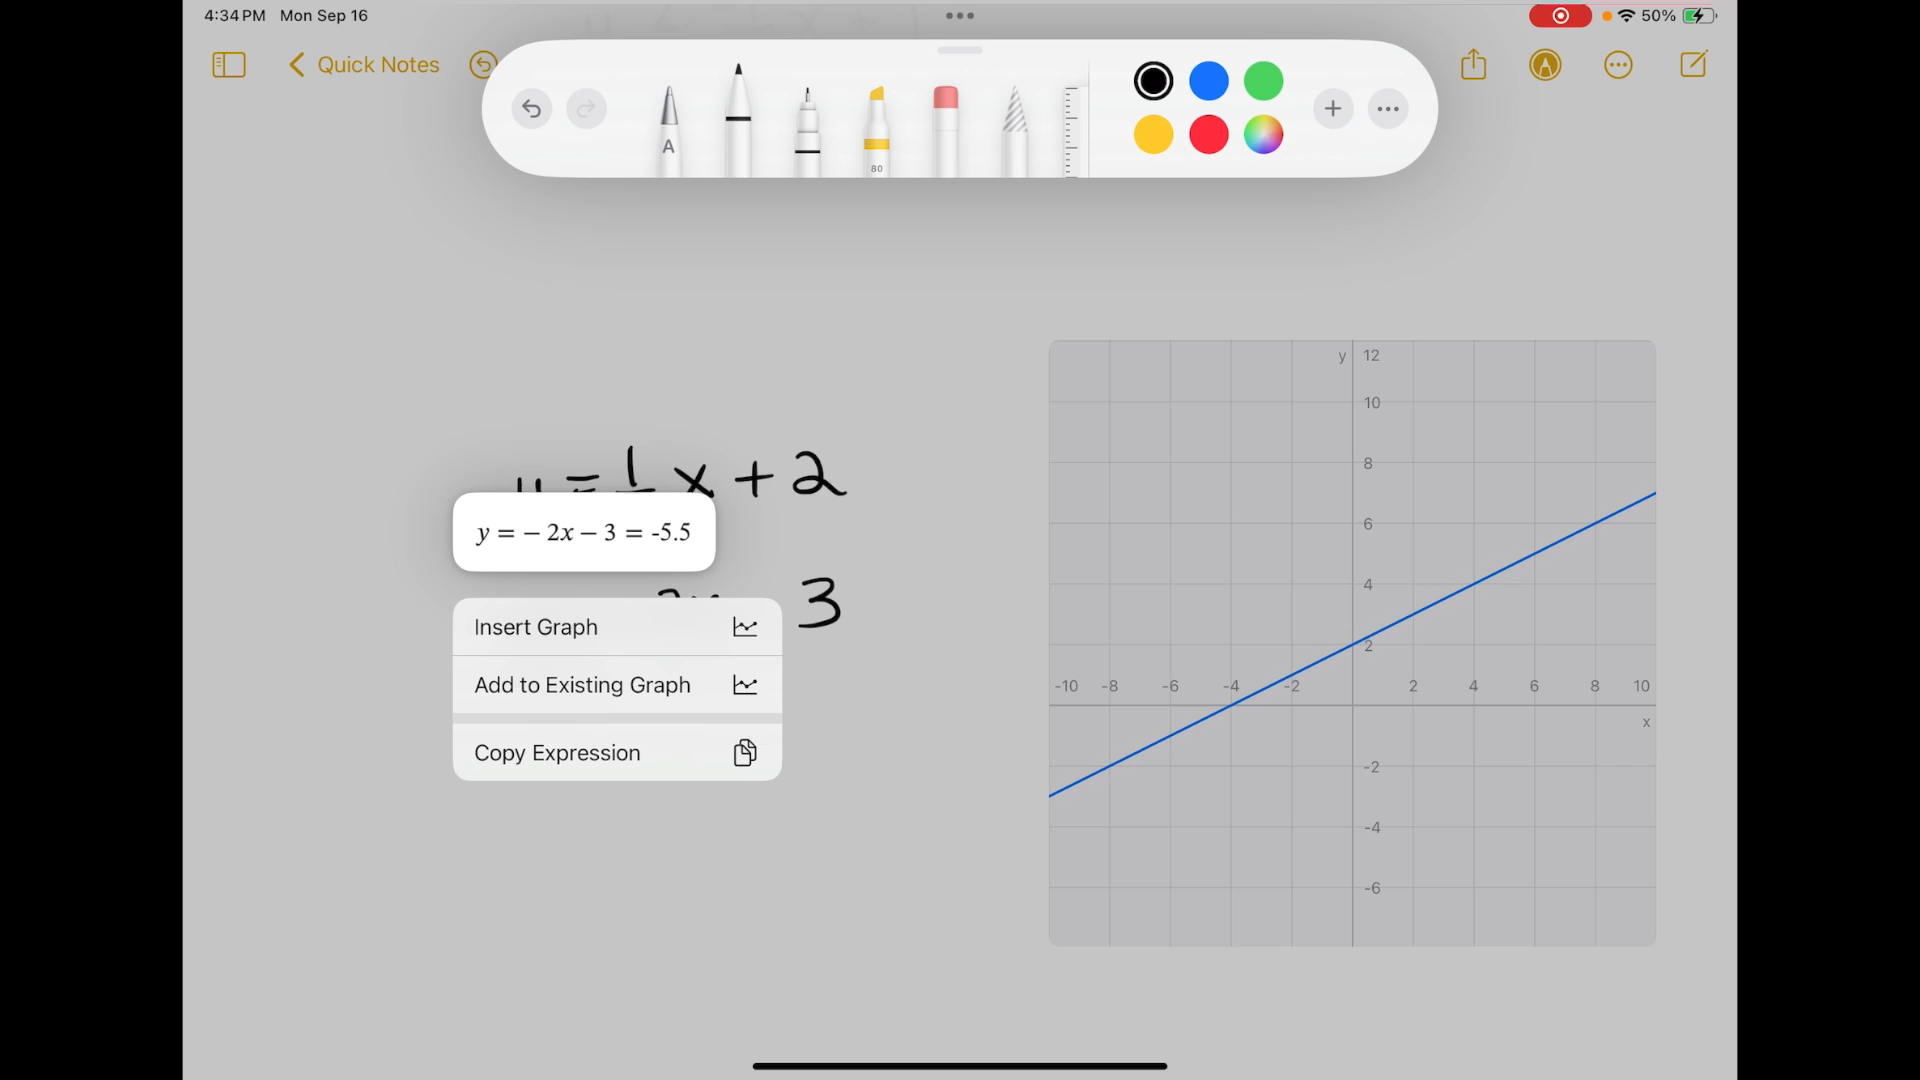 4:34 PM Mon Sep 16
50%
Quick Notes
A
80
y = 1 x + 2
y = − 2x − 3 = -5.5
2x 3
Insert Graph
Add to Existing Graph
Copy Expression
y 12
10
8
6
4
2
-10 -8 -6 -4 -2 2 4 6 8 10
x
-2
-4
-6